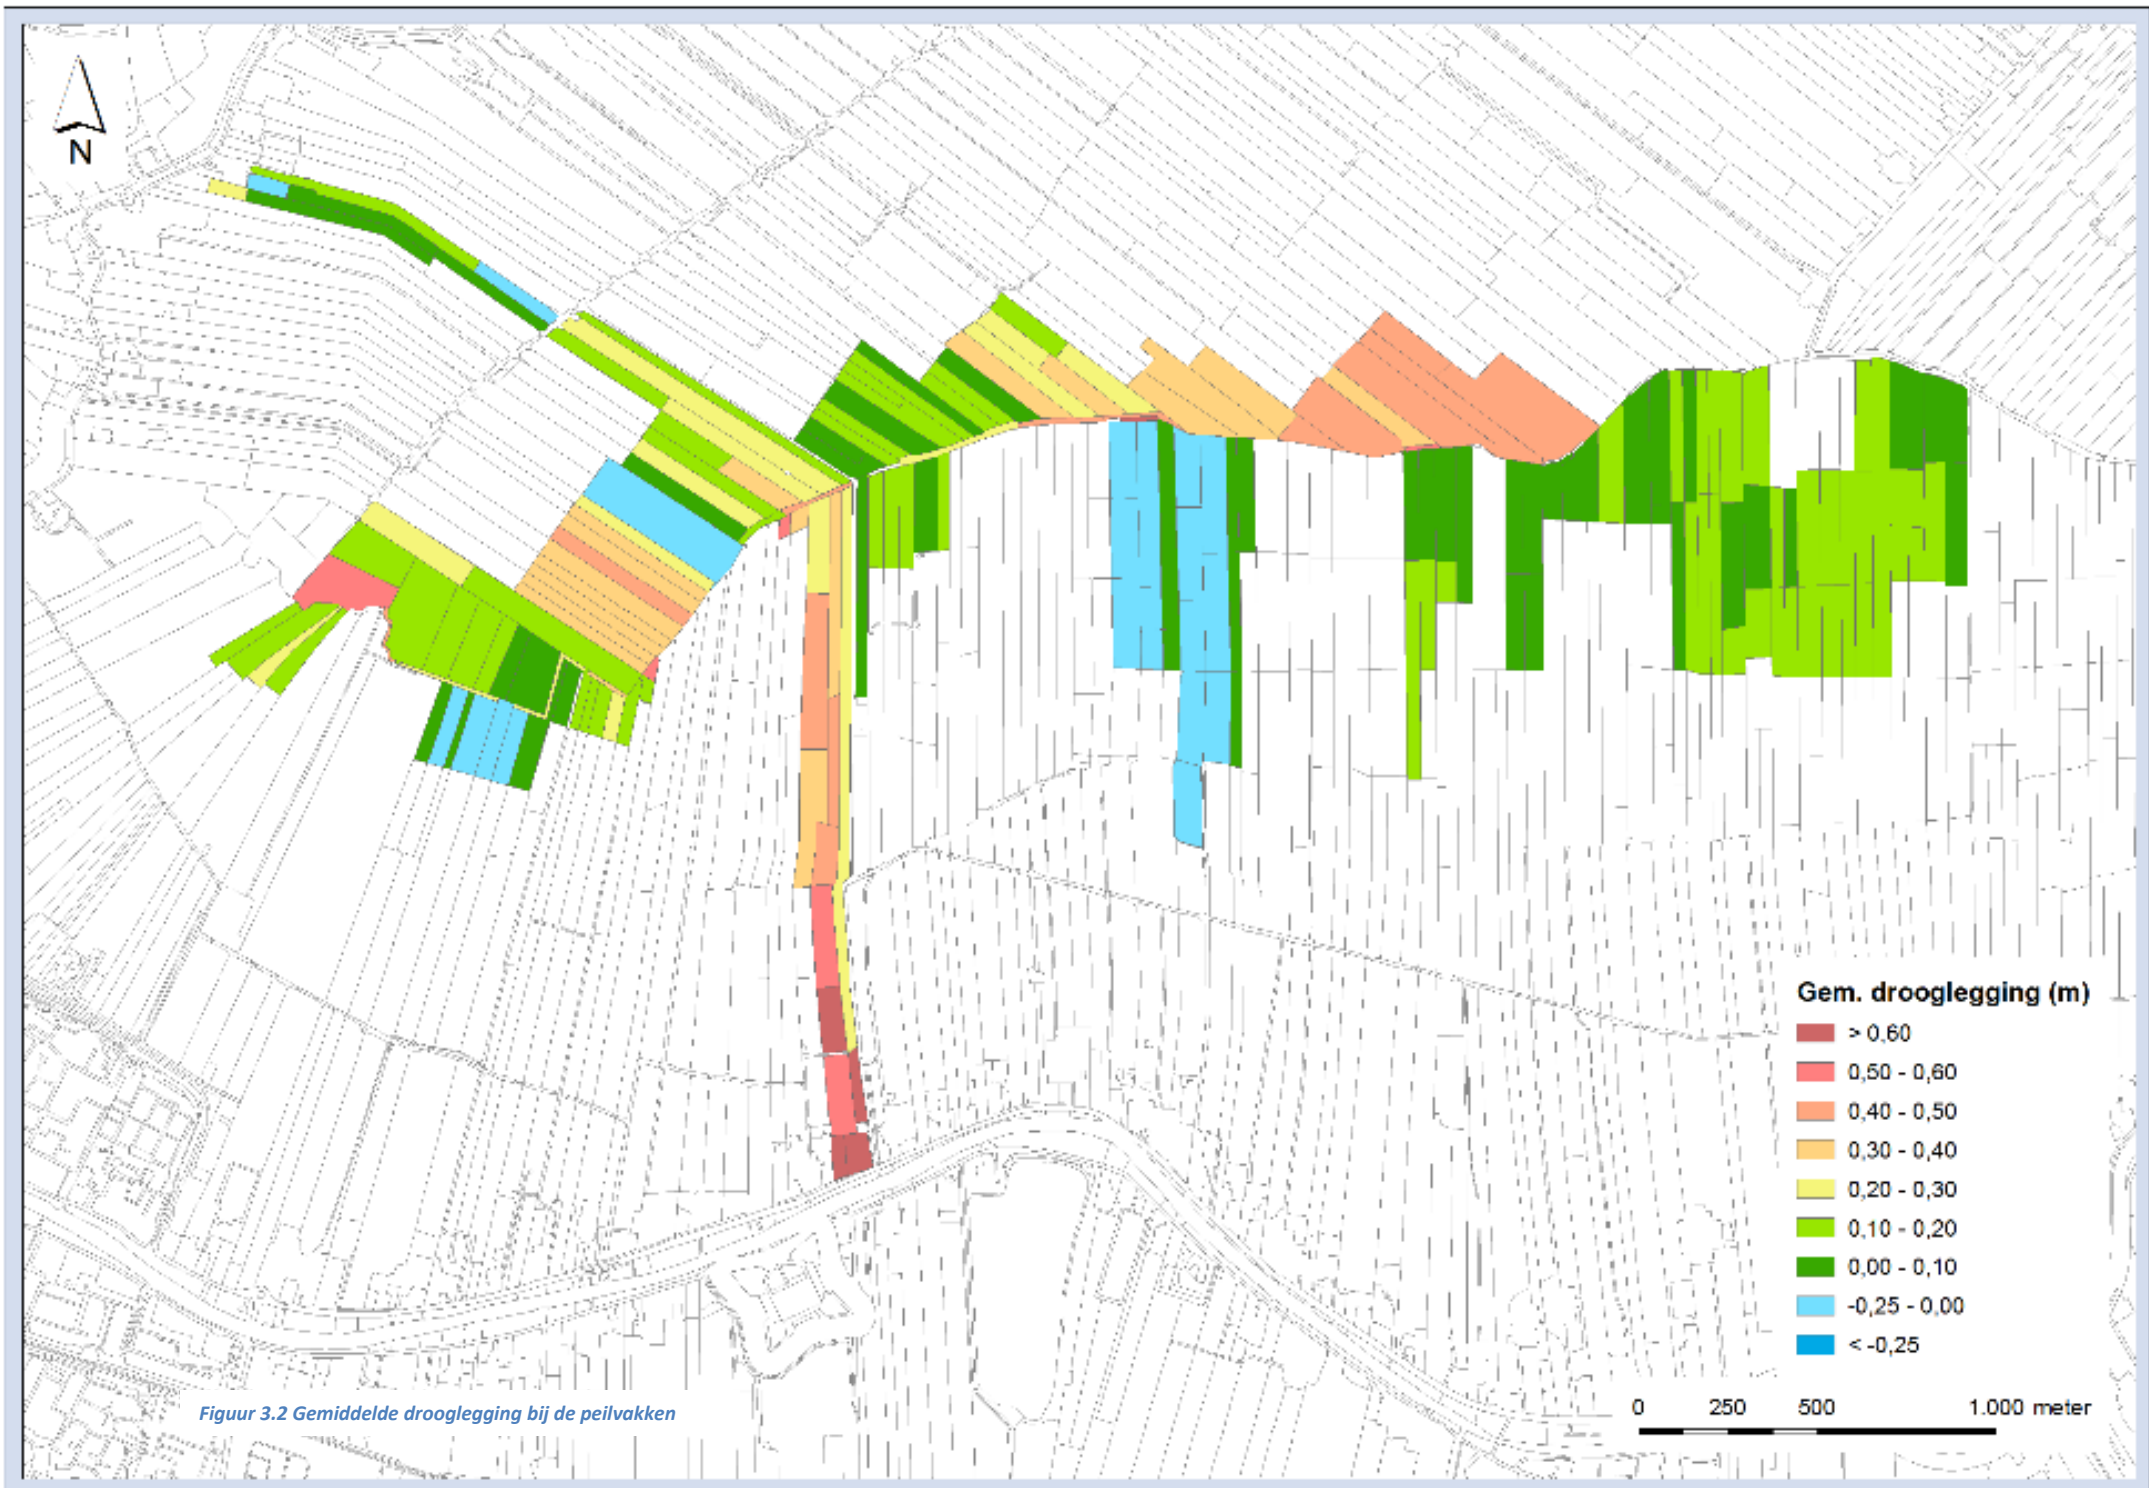 N
Gem. drooglegging (m)
> 0,60
0,50 - 0,60
0,40 - 0,50
0,30 - 0,40
0,20 - 0,30
0,10 - 0,20
0,00 - 0,10
-0,25 - 0,00
< -0,25
0 250 500 1.000 meter
Figuur 3.2 Gemiddelde drooglegging bij de peilvakken